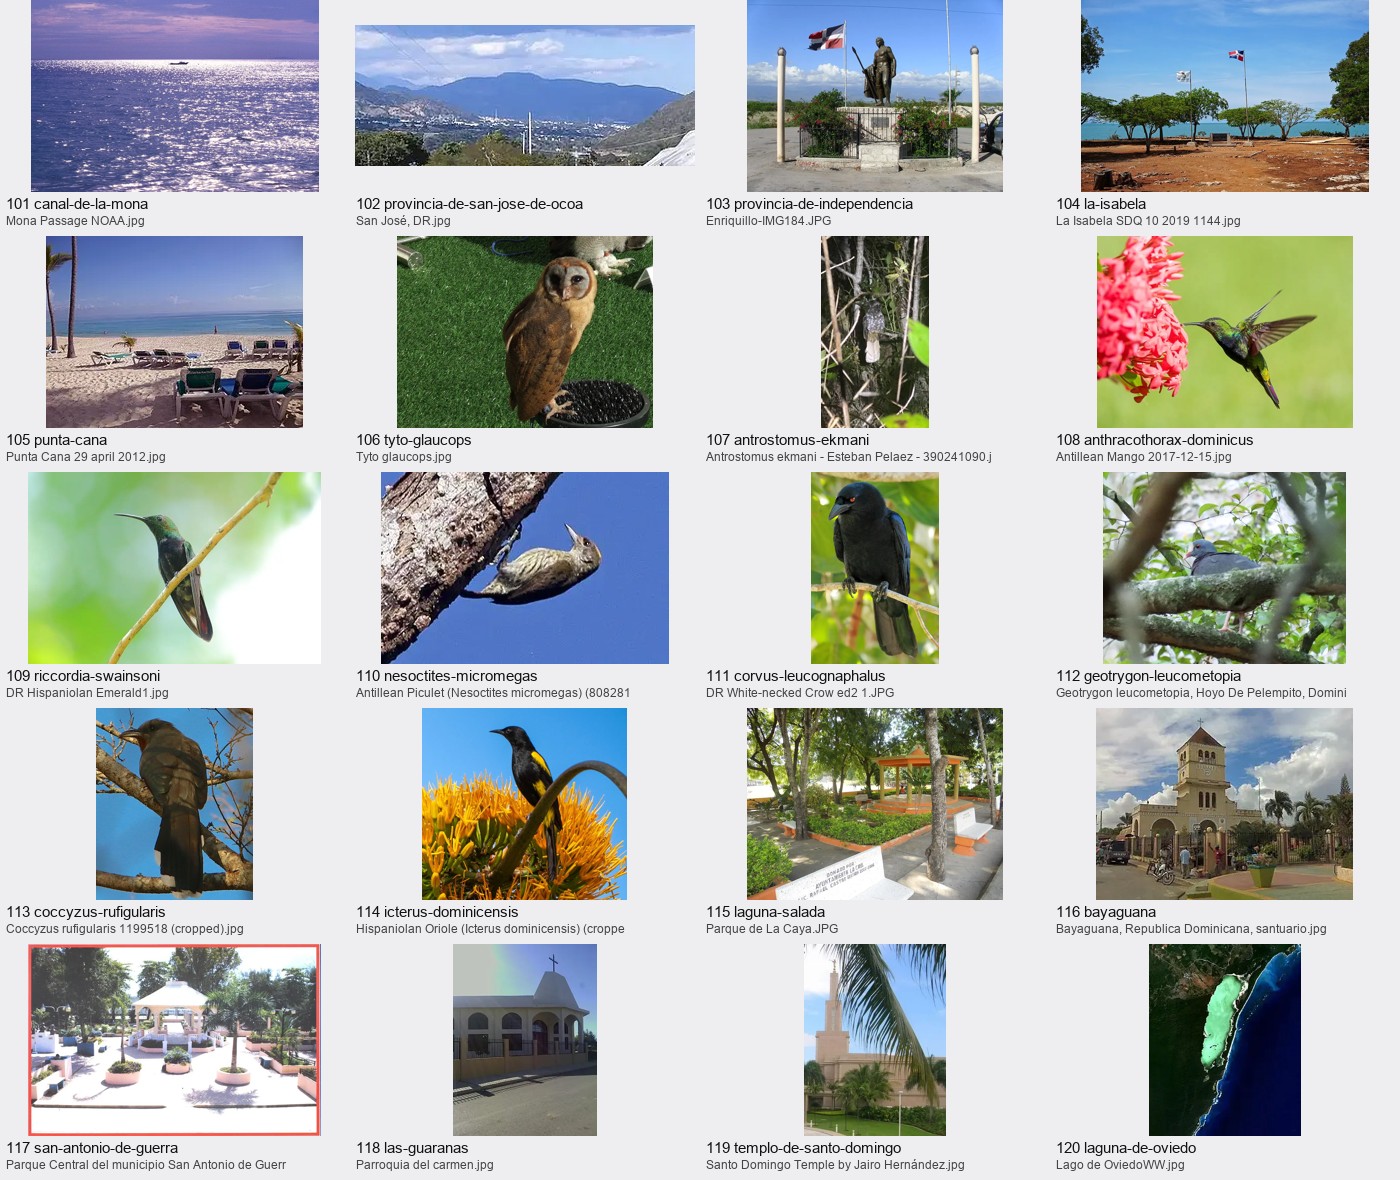 101 canal-de-la-mona
Mona Passage NOAA.jpg
102 provincia-de-san-jose-de-ocoa
San José, DR.jpg
103 provincia-de-independencia
Enriquillo-IMG184.JPG
104 la-isabela
La Isabela SDQ 10 2019 1144.jpg
105 punta-cana
Punta Cana 29 april 2012.jpg
106 tyto-glaucops
Tyto glaucops.jpg
107 antrostomus-ekmani
Antrostomus ekmani - Esteban Pelaez - 390241090.j
108 anthracothorax-dominicus
Antillean Mango 2017-12-15.jpg
109 riccordia-swainsoni
DR Hispaniolan Emerald1.jpg
110 nesoctites-micromegas
Antillean Piculet (Nesoctites micromegas) (808281
111 corvus-leucognaphalus
DR White-necked Crow ed2 1.JPG
112 geotrygon-leucometopia
Geotrygon leucometopia, Hoyo De Pelempito, Domini
113 coccyzus-rufigularis
Coccyzus rufigularis 1199518 (cropped).jpg
114 icterus-dominicensis
Hispaniolan Oriole (Icterus dominicensis) (croppe
115 laguna-salada
Parque de La Caya.JPG
116 bayaguana
Bayaguana, Republica Dominicana, santuario.jpg
117 san-antonio-de-guerra
Parque Central del municipio San Antonio de Guerr
118 las-guaranas
Parroquia del carmen.jpg
119 templo-de-santo-domingo
Santo Domingo Temple by Jairo Hernández.jpg
120 laguna-de-oviedo
Lago de OviedoWW.jpg